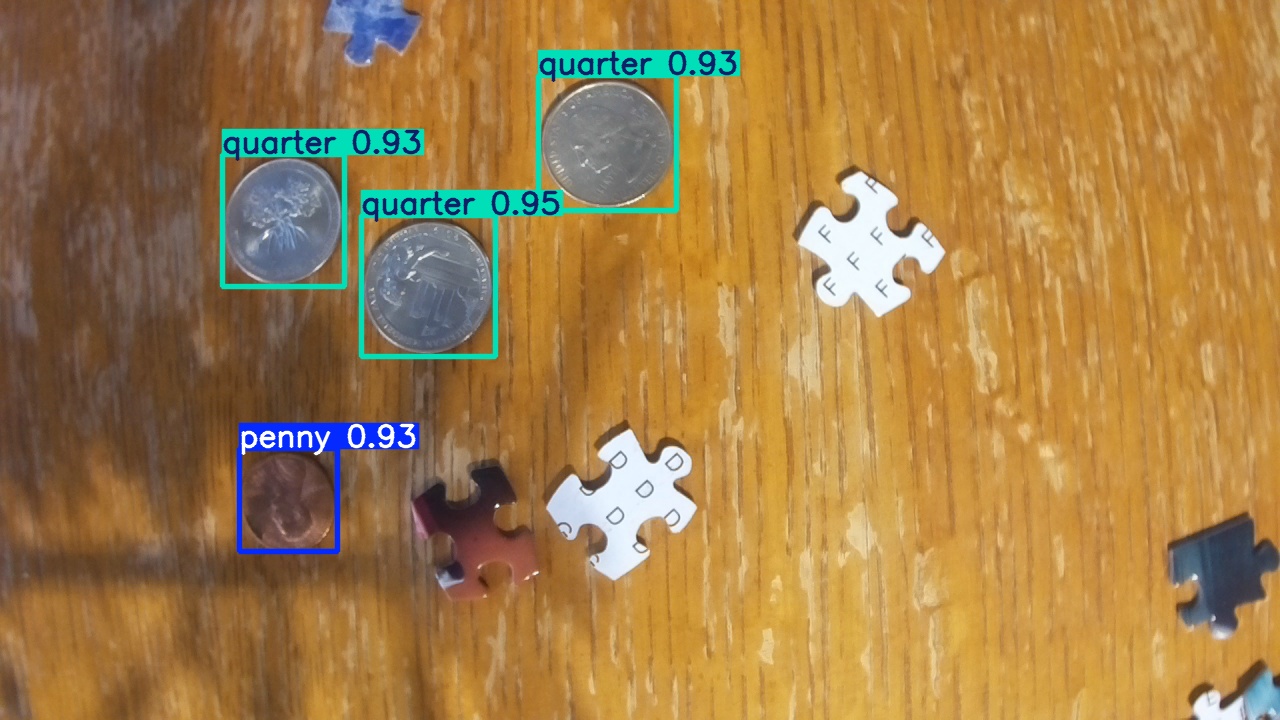 quarter 0.93
quarter 0.93
quarter 0.95
penny 0.93
F
F F F
F
F F
D D
D
D D